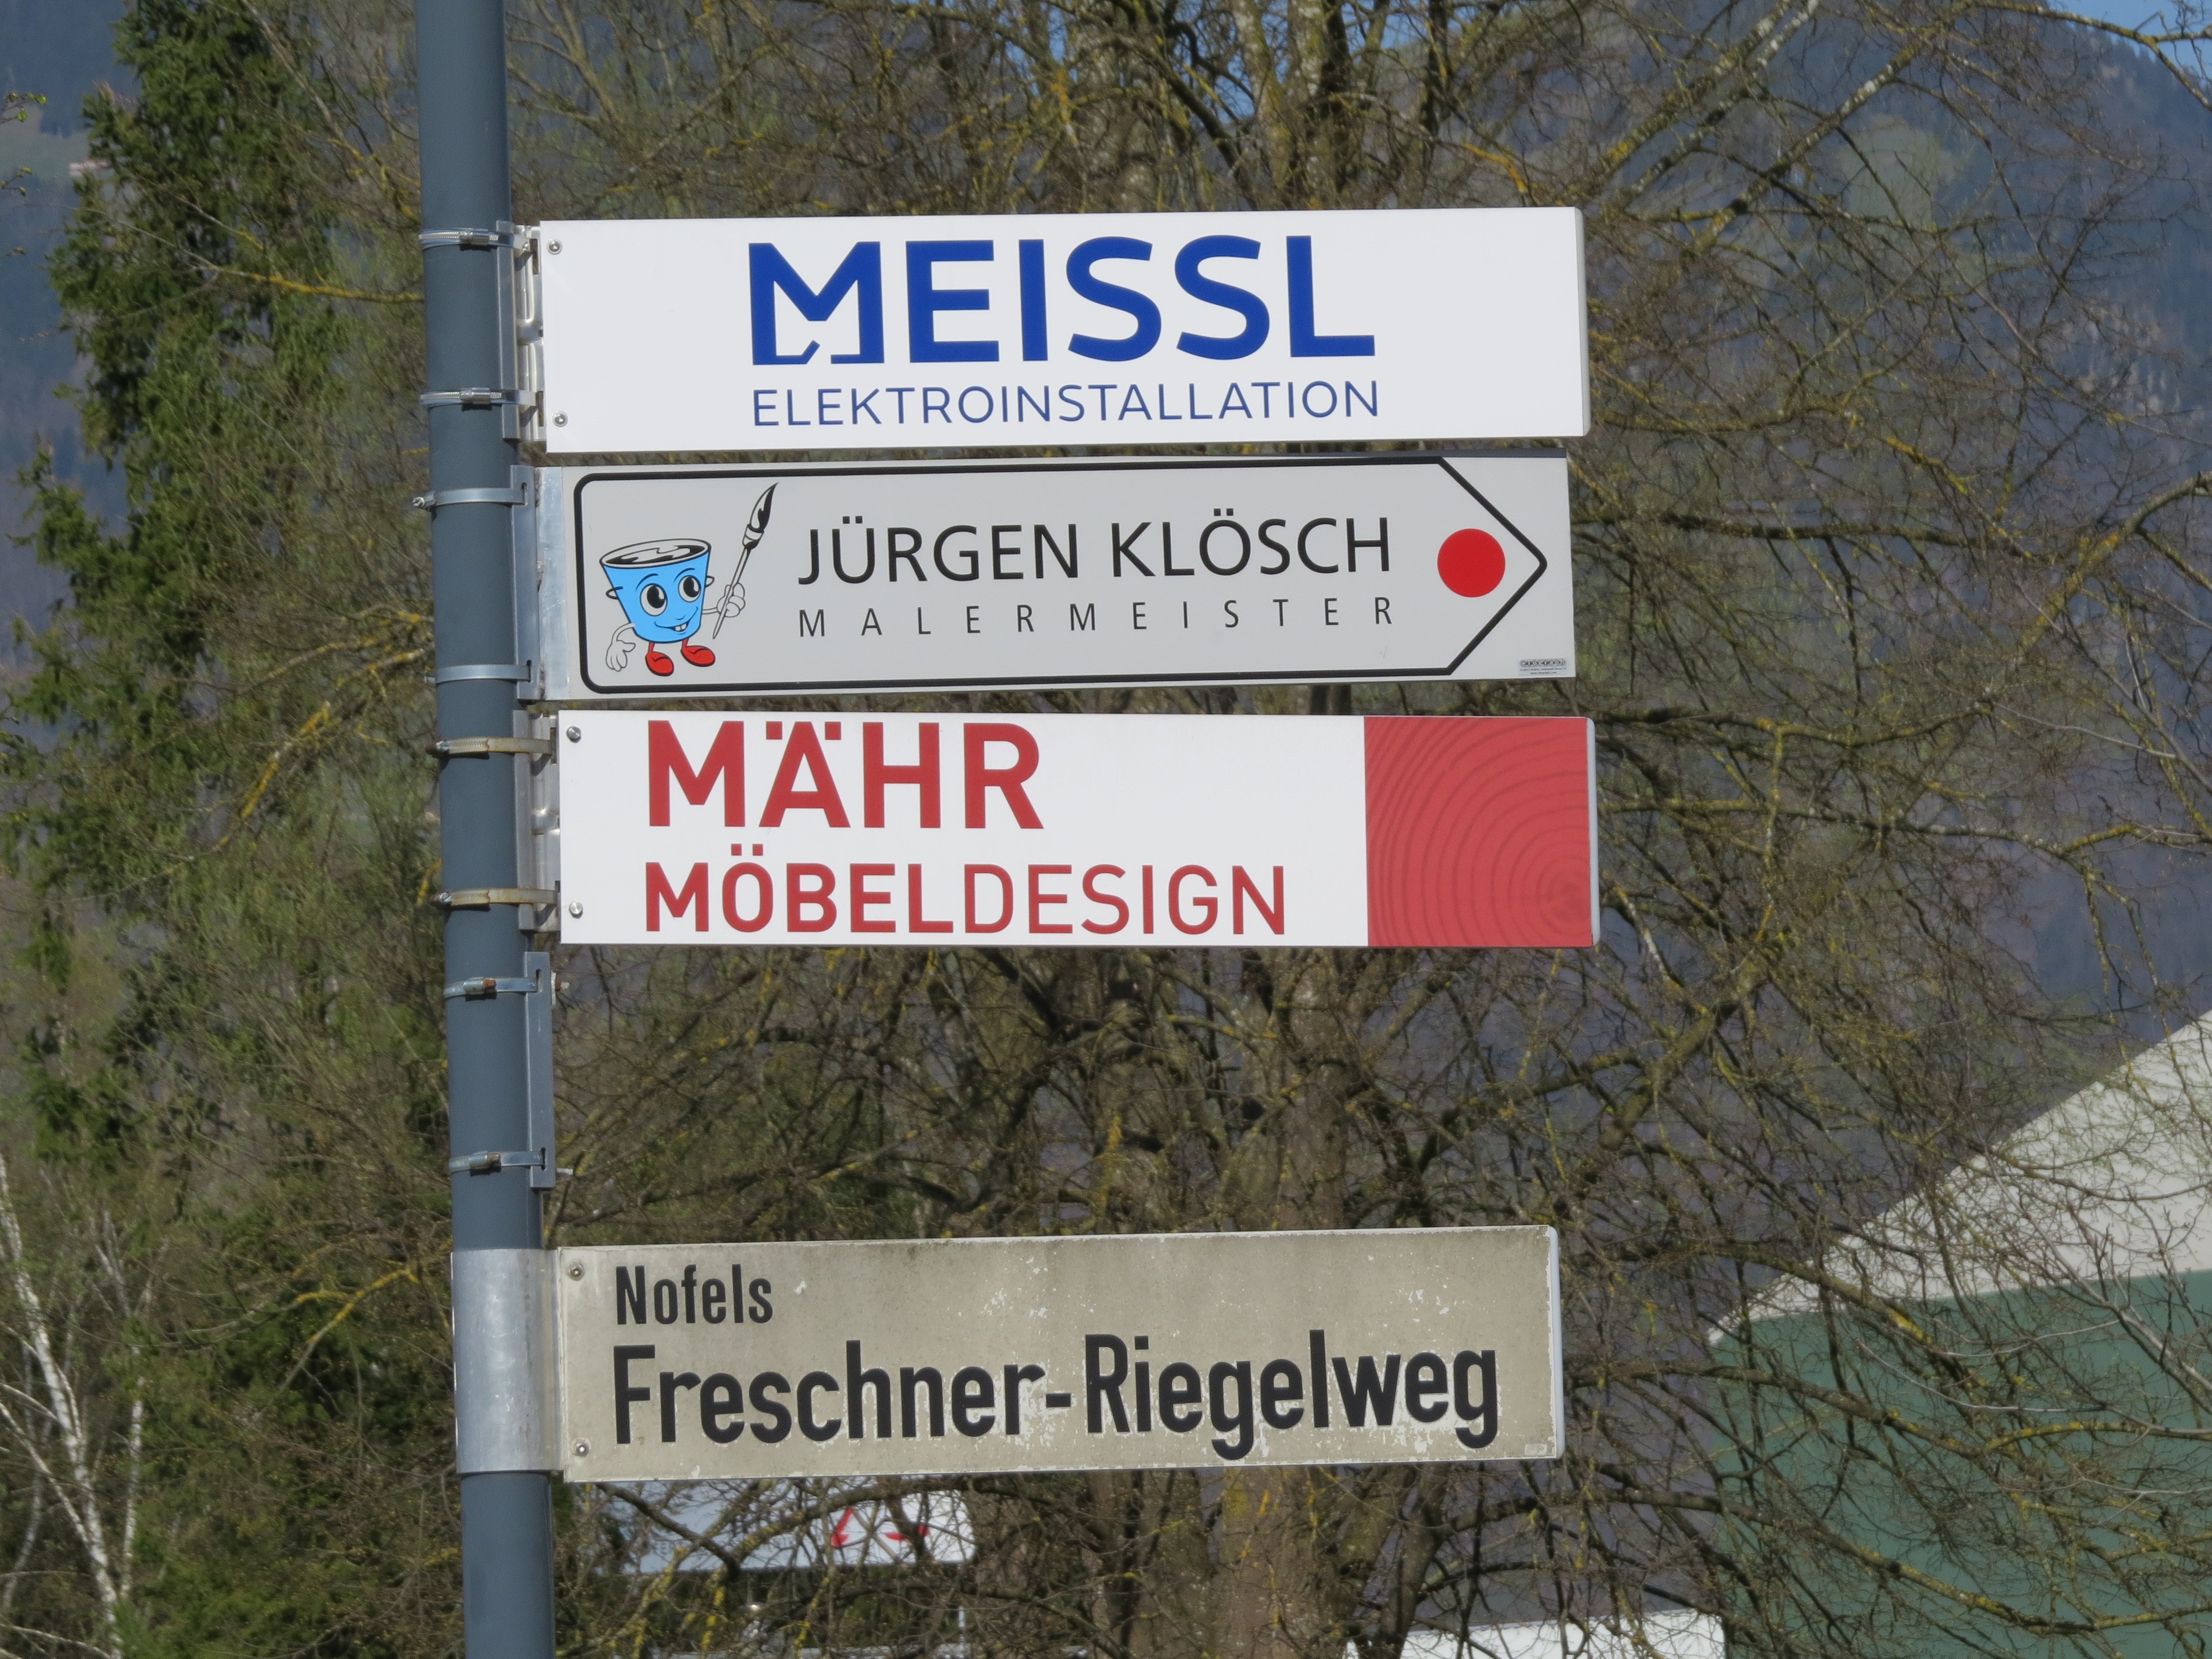 MEISSL
ELEKTROINSTALLATION
JÜRGEN KLÖSCH
MALERMEISTER
MÄHR
MÖBELDESIGN
Nofels
Freschner-Riegelweg